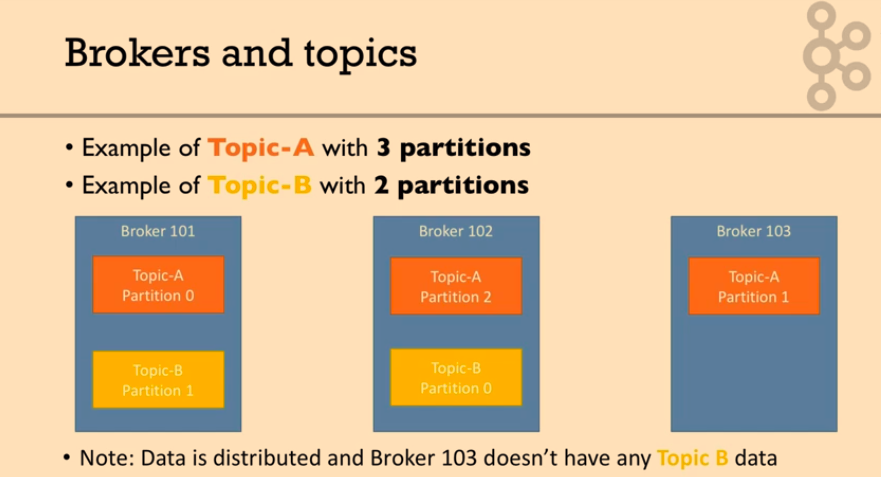 Brokers and topics
• Example of Topic-A with 3 partitions
• Example of Topic-B with 2 partitions
Broker 101
Topic-A
Partition 0
Topic-B
Partition 1
Broker 102
Topic-A
Partition 2
Topic-B
Partition 0
Broker 103
Topic-A
Partition 1
• Note: Data is distributed and Broker 103 doesn't have any Topic B data